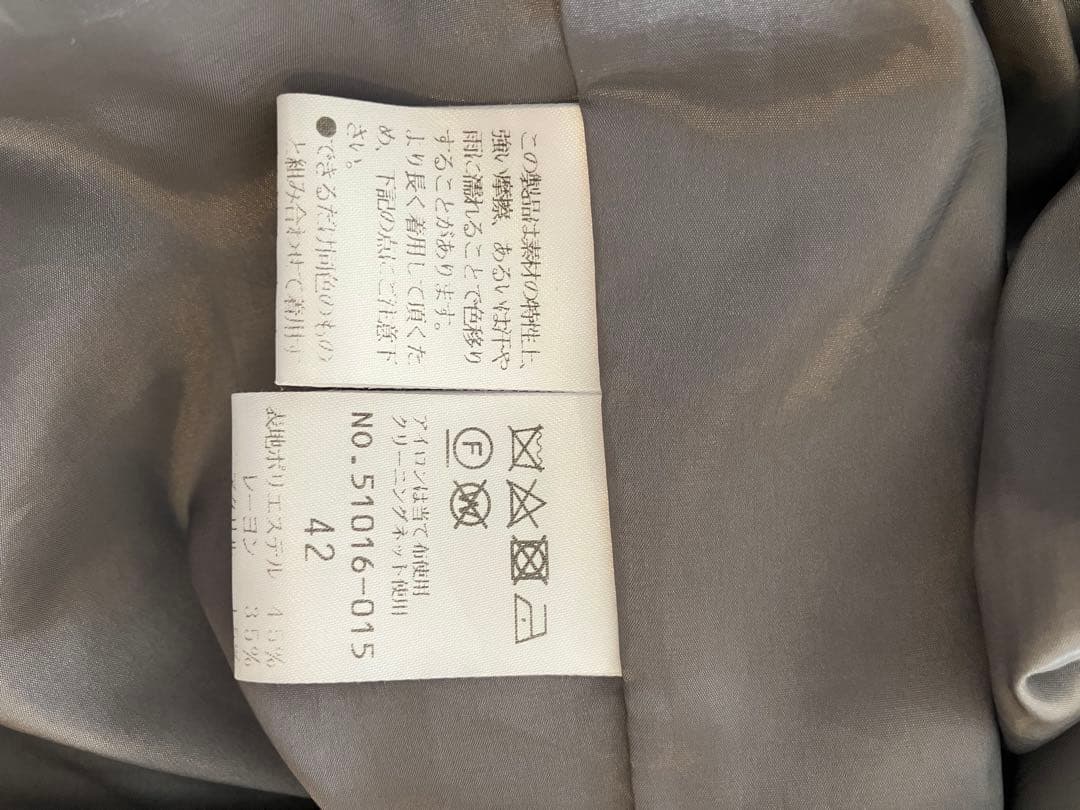 この製品は素材の特性上、
強い摩擦、あるいは汗や
雨に濡れることで色移り
することがあります。
より長く着用して頂くた
め、下記の点にご注意下
さい。
●できるだけ同色のもの
と組み合わせて着用す
F
W
アイロンは当て布使用
クリーニングネット使用
NO.51016-015
42
表地ポリエステル 45%
レーヨン 35%